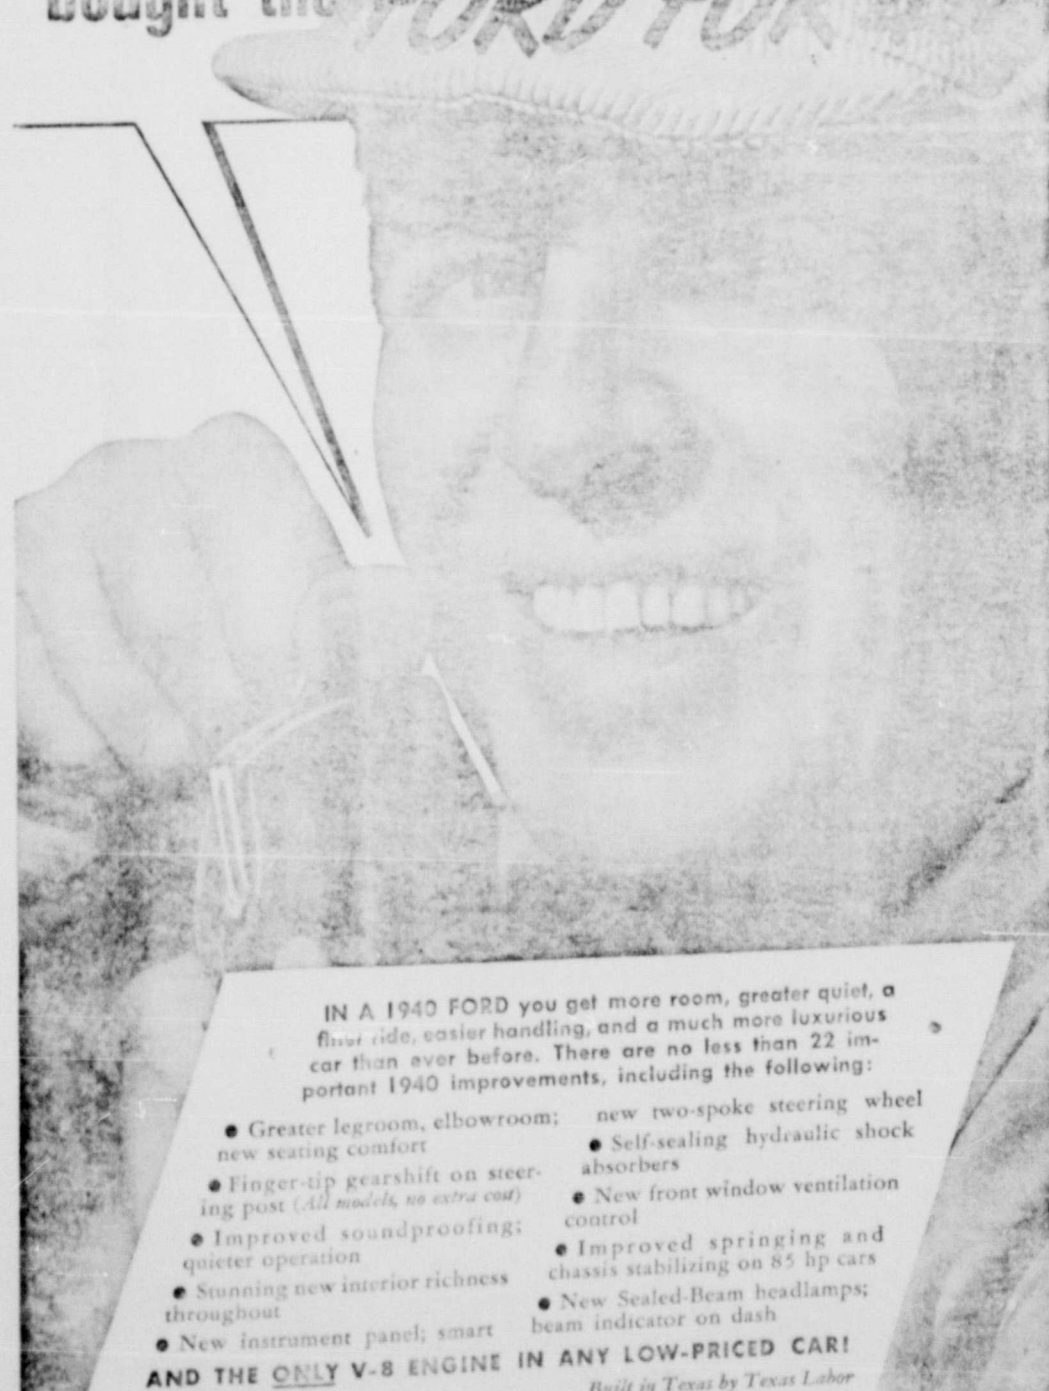 bought the FORD FOR
IN A 1940 FORD you get more room, greater quiet, a
finer ride, easier handling, and a much more luxurious
car than ever before. There are no less than 22 im-
portant 1940 improvements, including the following:
● Greater legroom, elbowroom;
new seating comfort
● Finger-tip gearshift on steer-
ing post (All models, no extra cost)
● Improved soundproofing;
quieter operation
● Stunning new interior richness
throughout
● New instrument panel; smart
new two-spoke steering wheel
● Self-sealing hydraulic shock
absorbers
● New front window ventilation
control
● Improved springing and
chassis stabilizing on 85 hp cars
● New Sealed-Beam headlamps;
beam indicator on dash
AND THE ONLY V-8 ENGINE IN ANY LOW-PRICED CAR!
Built in Texas by Texas Labor